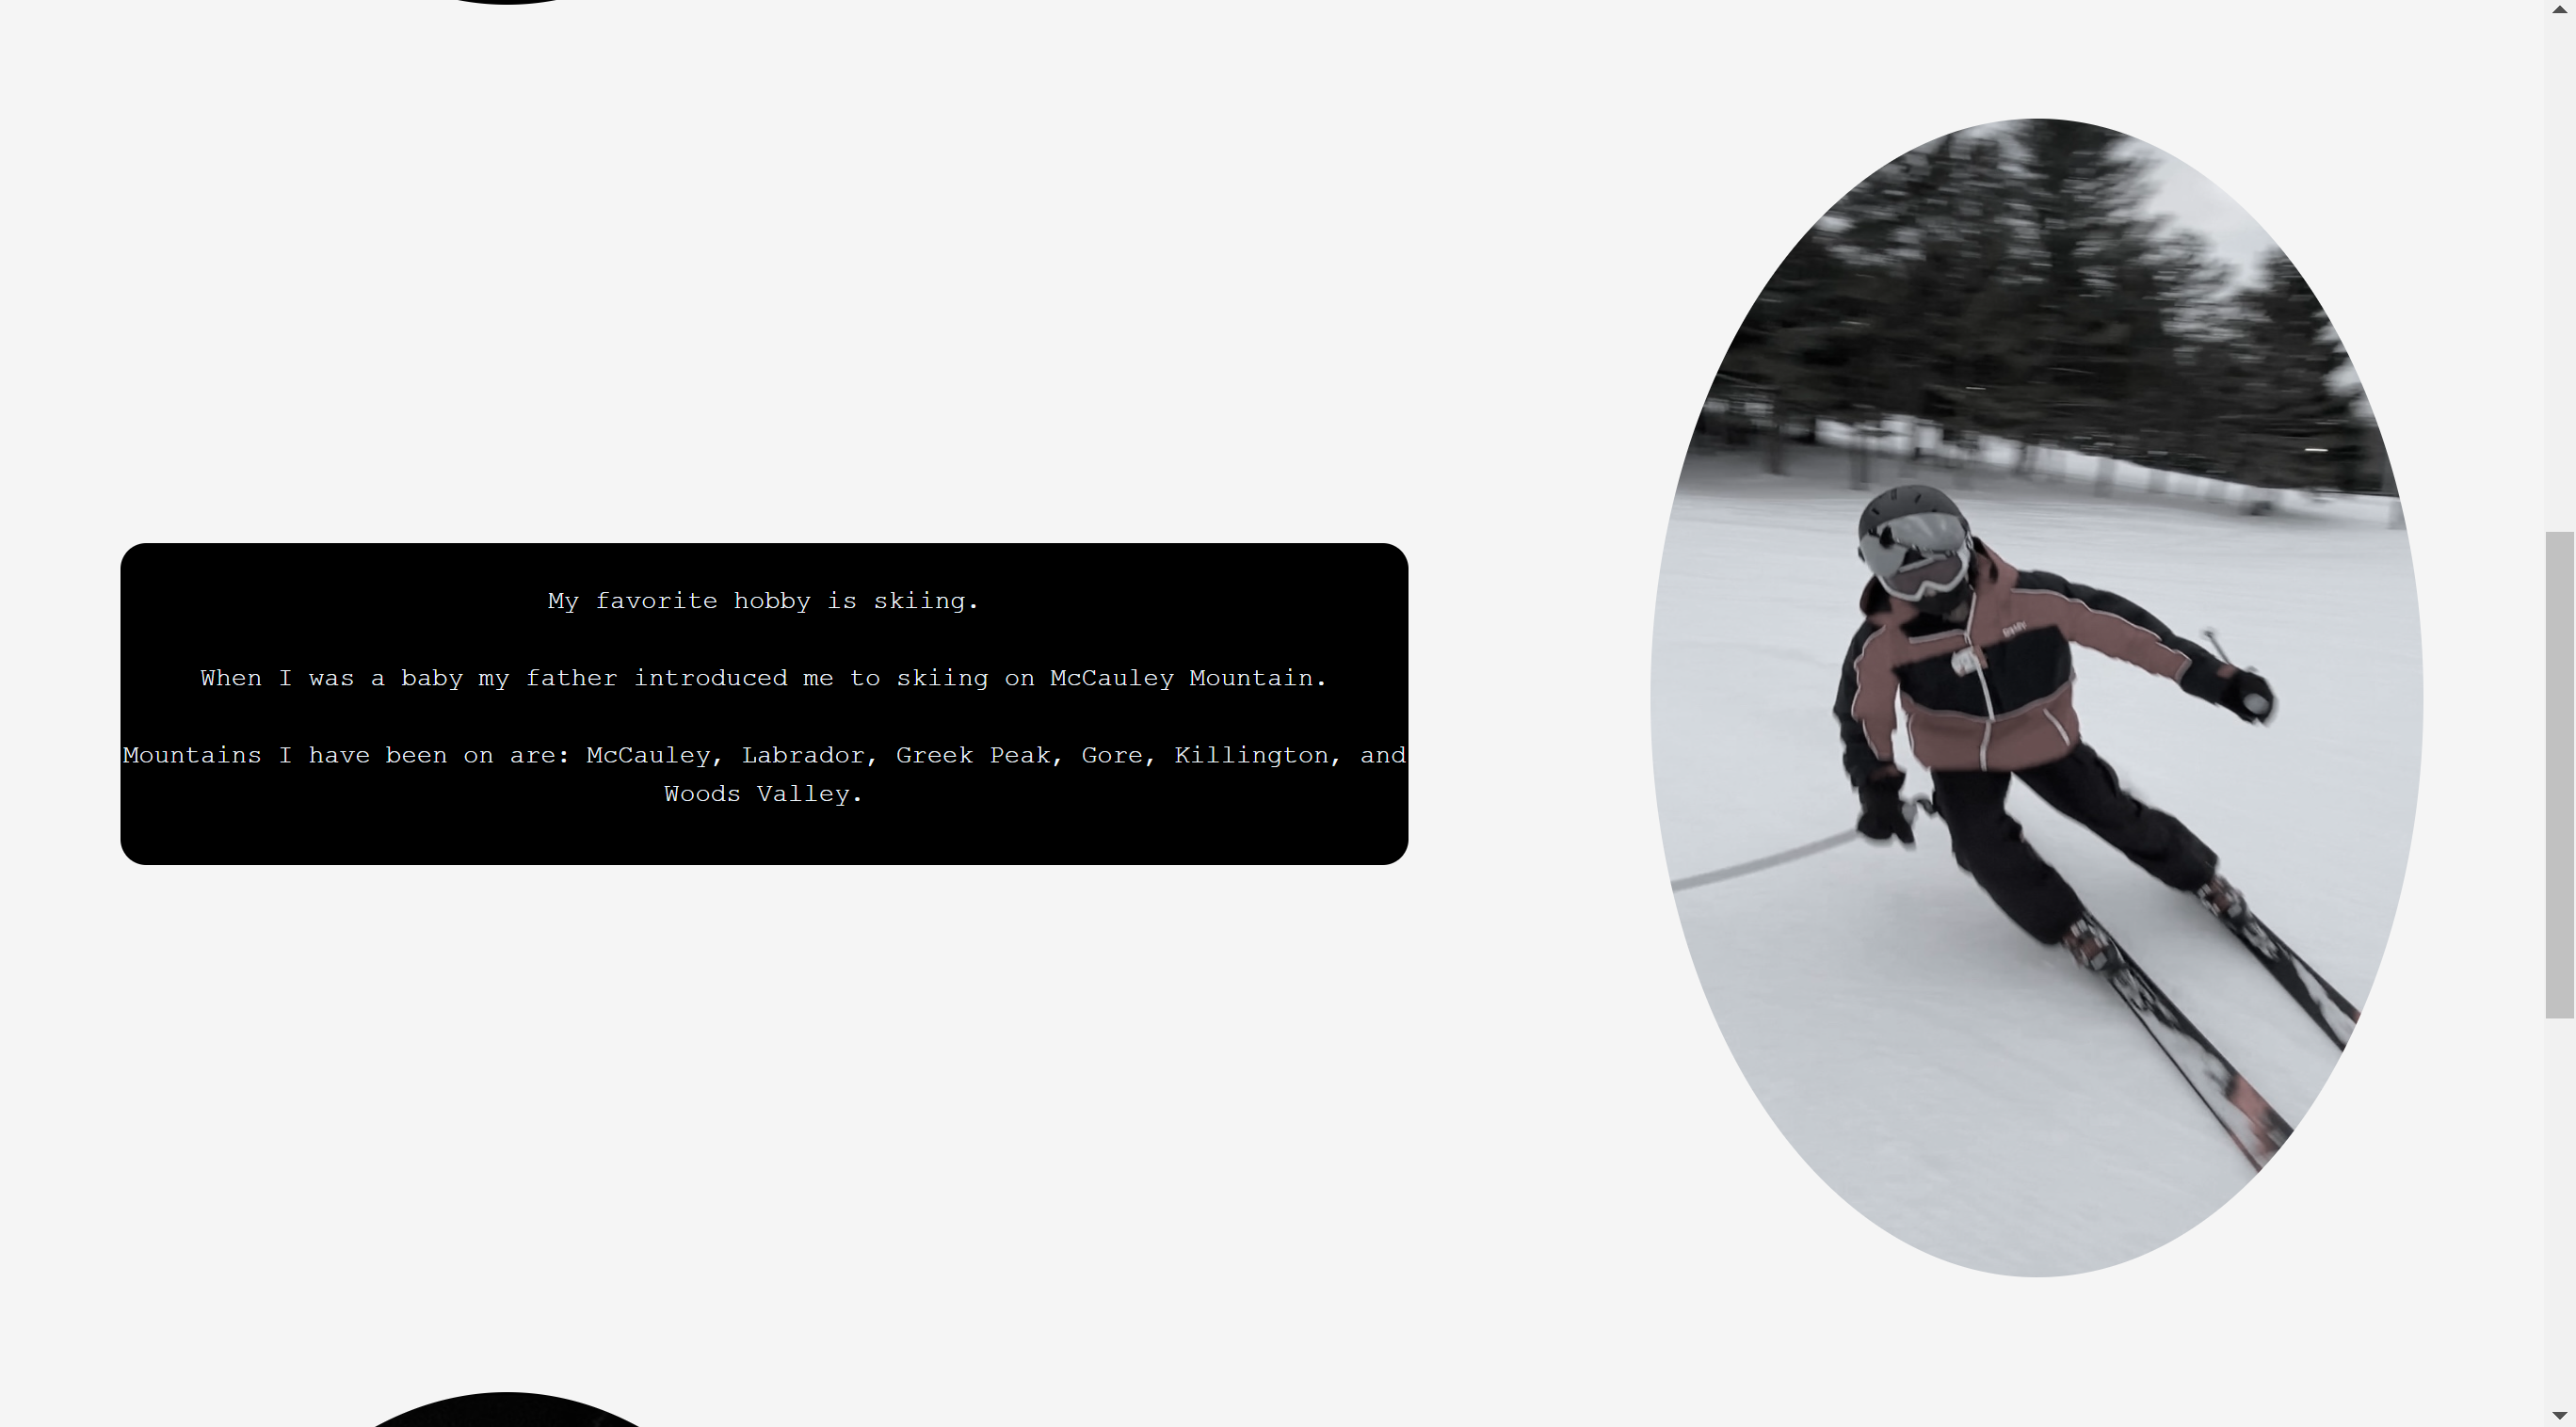 My favorite hobby is skiing.
When I was a baby my father introduced me to skiing on McCauley Mountain.
Mountains I have been on are: McCauley, Labrador, Greek Peak, Gore, Killington, and
Woods Valley.